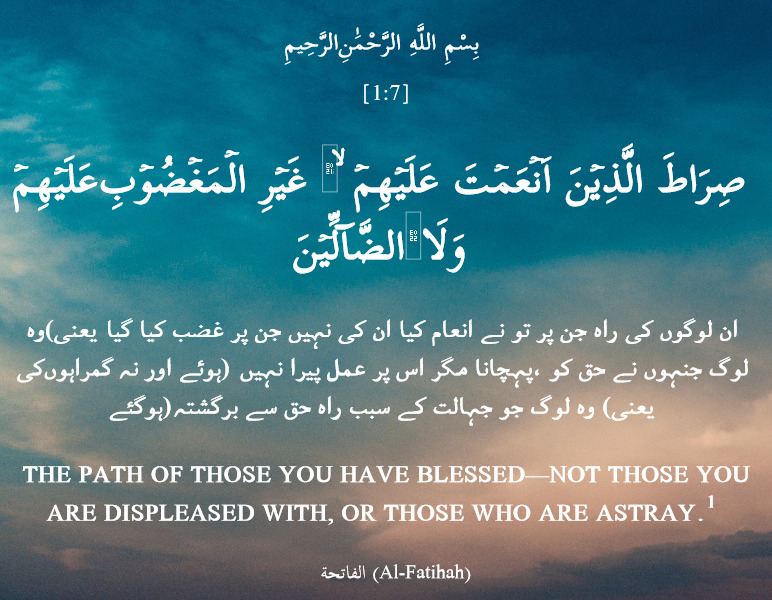 بِسْمِ اللَّهِ الرَّحْمَٰنِالرَّحِيمِ
[1:7]
صِرَاطَ الَّذِيۡنَ اَنۡعَمۡتَ عَلَيۡهِمۡ ۙ غَيۡرِ الۡمَغۡضُوۡبِعَلَيۡهِمۡ
وَلَا الضَّآلِّيۡنَ
ان لوگوں کی راہ جن پر تو نے انعام کیا ان کی نہیں جن پر غضب کیا گیا یعنی)وہ
لوگ جنہوں نے حق کو ،پہچانا مگر اس پر عمل پیرا نہیں (ہوئے اور نہ گمراہوںکی
یعنی) وہ لوگ جو جہالت کے سبب راہ حق سے برگشتہ(ہوگئے
THE PATH OF THOSE YOU HAVE BLESSED—NOT THOSE YOU
ARE DISPLEASED WITH, OR THOSE WHO ARE ASTRAY.¹
الفاتحة (Al-Fatihah)